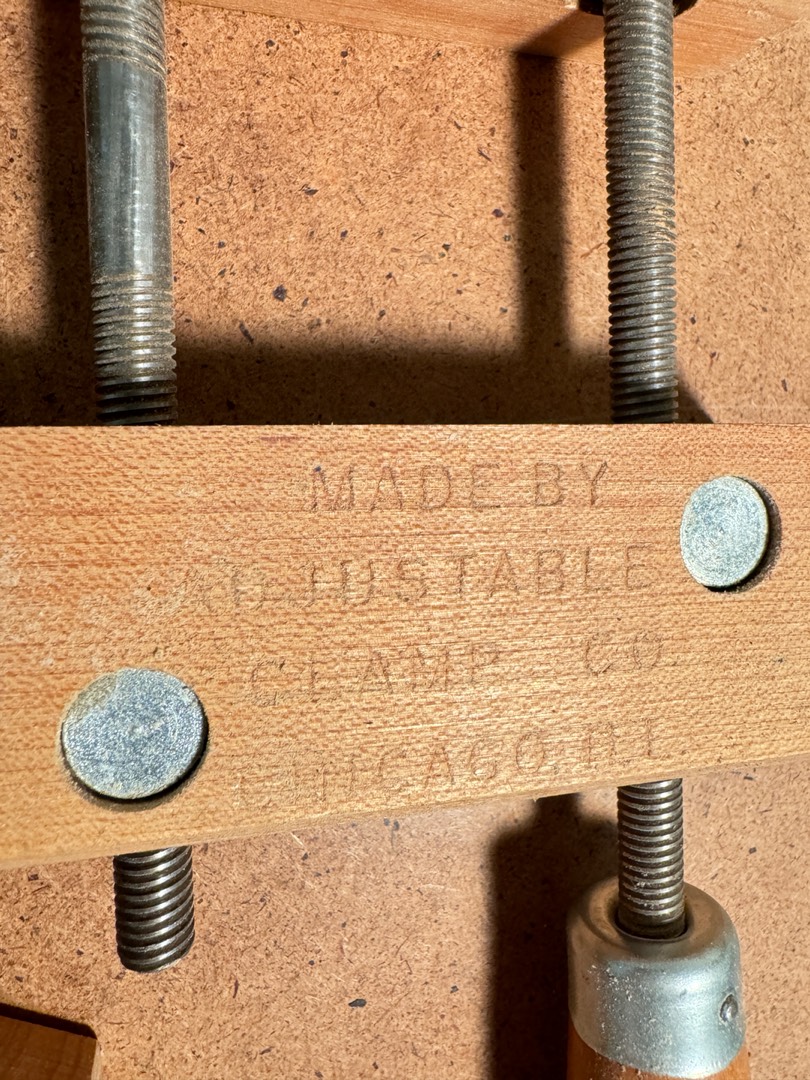 MADE BY
ADJUSTABLE
CLAMP CO
CHICAGO, ILL.